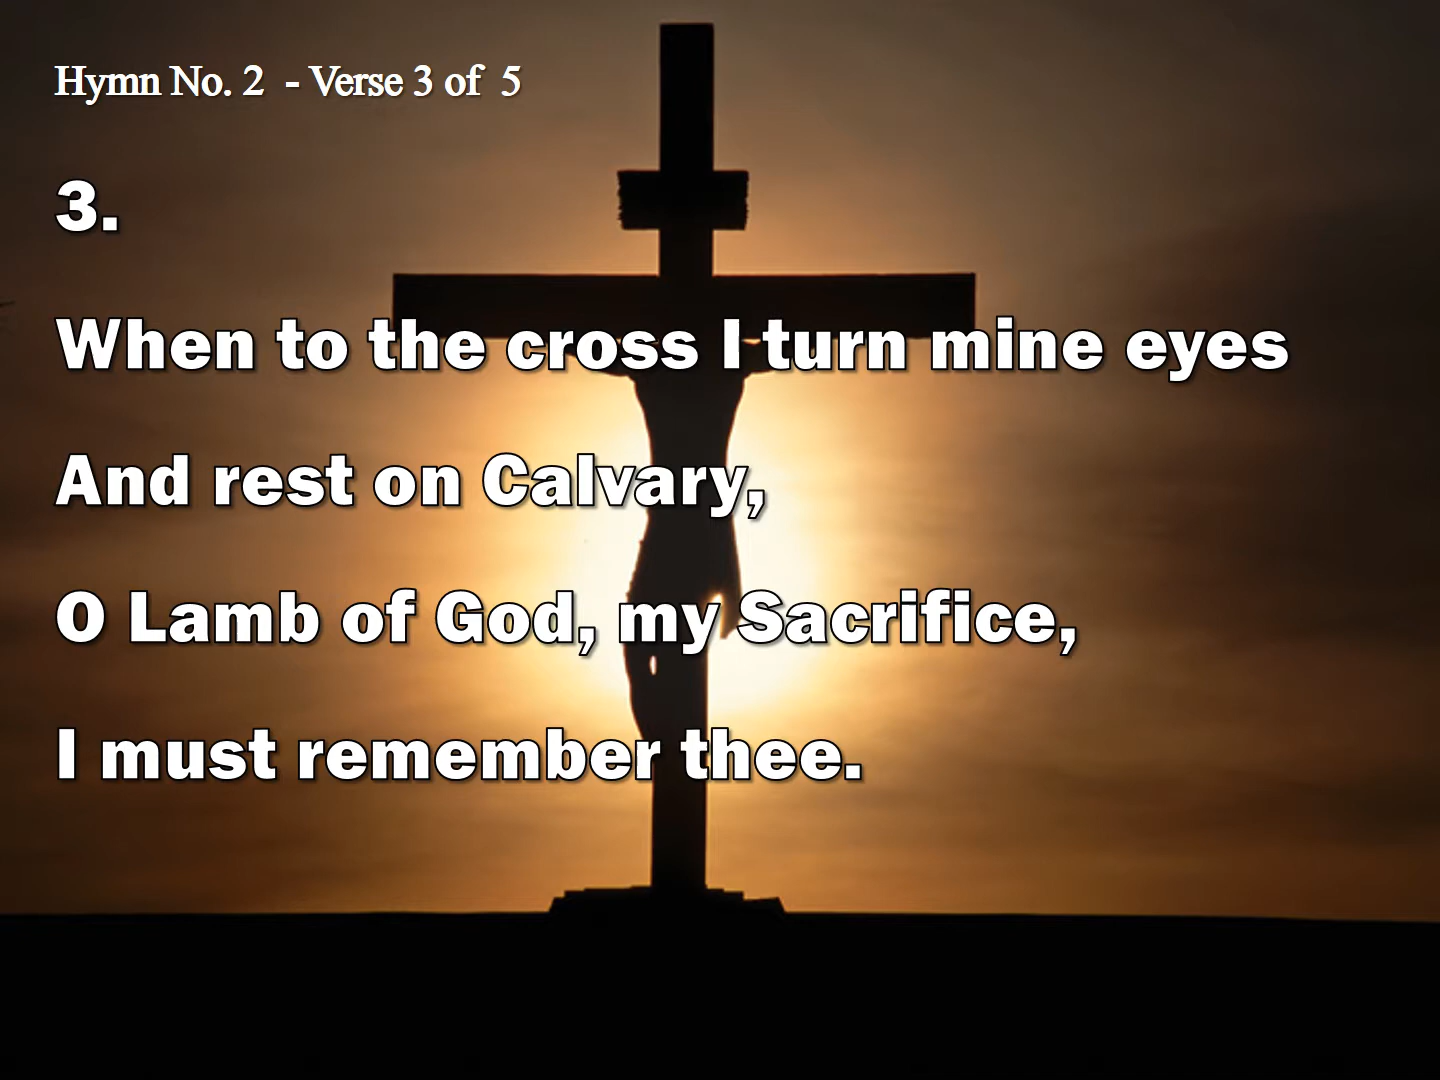 Hymn No. 2  - Verse 3 of  5
3.
When to the cross I turn mine eyes
And rest on Calvary,
O Lamb of God, my Sacrifice,
I must remember thee.